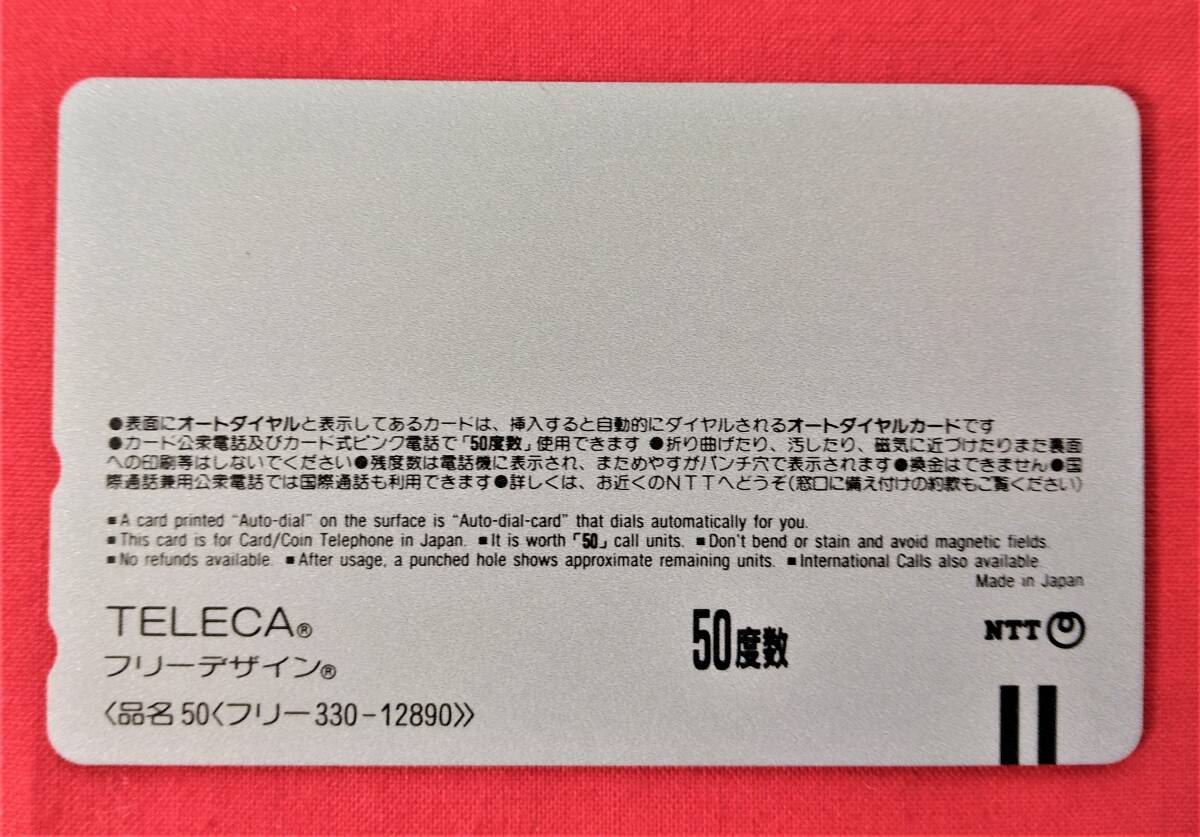 ●表面にオートダイヤルと表示してあるカードは、挿入すると自動的にダイヤルされるオートダイヤルカードです
●カード公衆電話及びカード式ピンク電話で「50度数」使用できます ●折り曲げたり、汚したり、磁気に近づけたりまた裏面
への印刷等はしないでください●残度数は電話機に表示され、まためやすがパンチ穴で表示されます●換金はできません●国
際通話兼用公衆電話では国際通話も利用できます●詳しくは、お近くのNTTへどうぞ(窓口に備え付けの約款もご覧ください)
■A card printed "Auto-dial" on the surface is "Auto-dial-card" that dials automatically for you.
■This card is for Card/Coin Telephone in Japan. ■It is worth「50」call units. ■Don't bend or stain and avoid magnetic fields.
■No refunds available. ■After usage, a punched hole shows approximate remaining units. ■International Calls also available.
Made in Japan
TELECA®
フリーデザイン®
50度数
NTT
〈品名50〈フリー330-12890〉〉